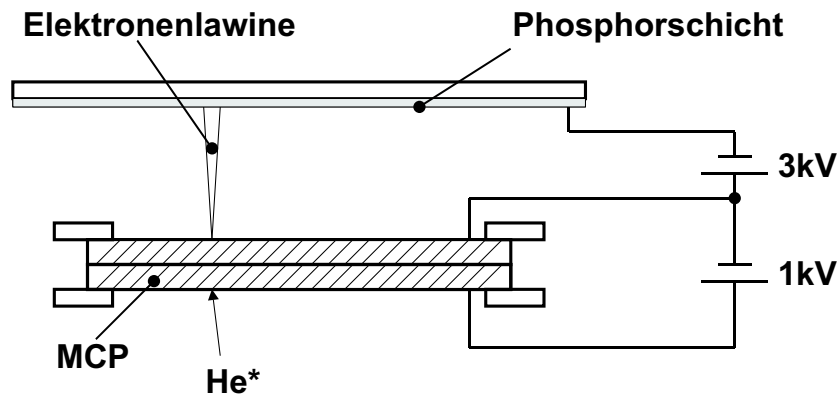 Elektronenlawine
Phosphorschicht
3kV
1kV
MCP
He*